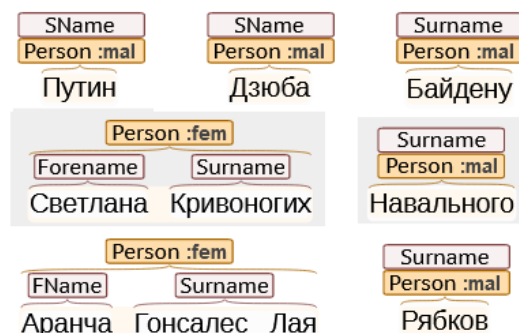 SName SName Surname
Person :mal Person :mal Person :mal
Путин Дзюба Байдену
Person :fem Surname
Forename Surname Person :mal
Светлана Кривоногих Навального
Person :fem Surname
FName Surname Person :mal
Аранча Гонсалес Лая Рябков